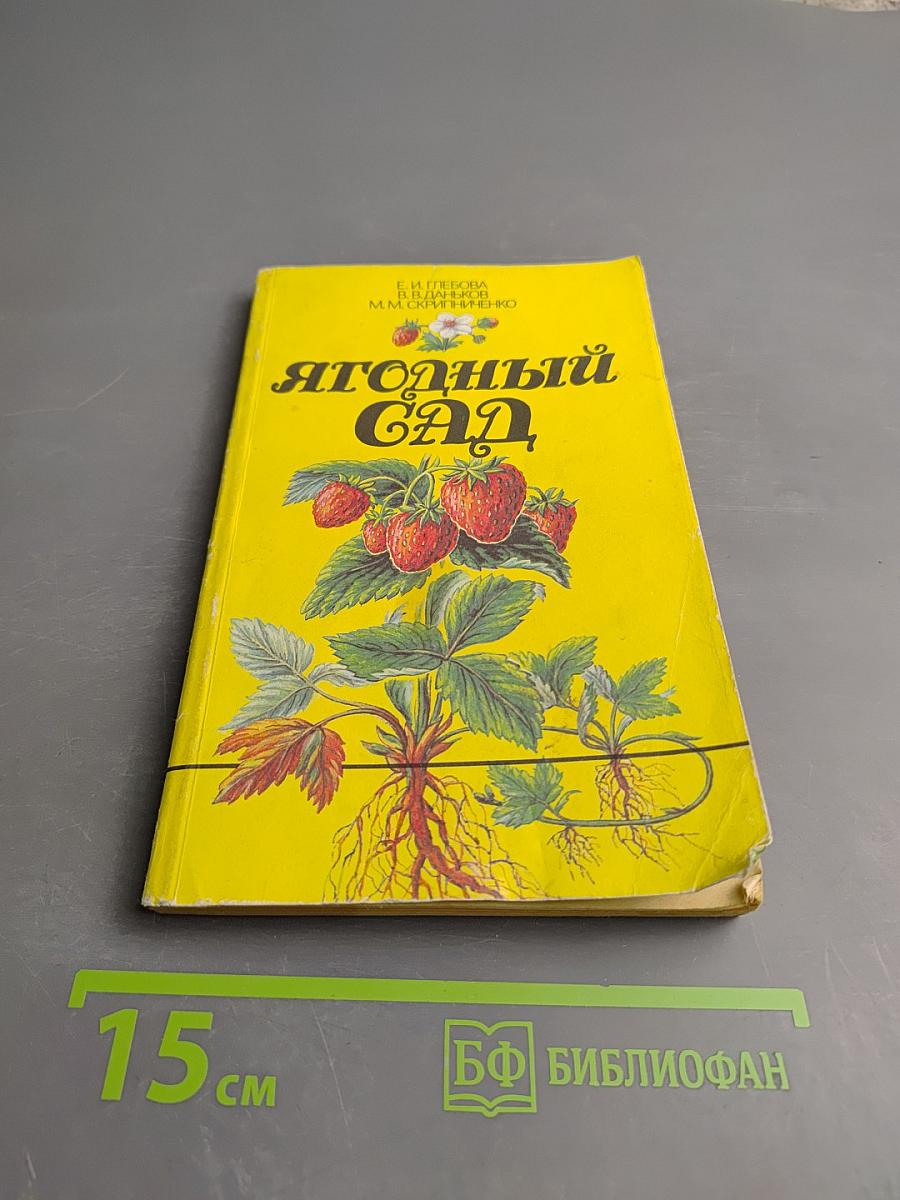 Е. И. ГЛЕБОВА
В. В. ДАНЬКОВ
М. М. СКРИПНИЧЕНКО
ЯГОДНЫЙ
САД
15 см
БФ БИБЛИОФАН